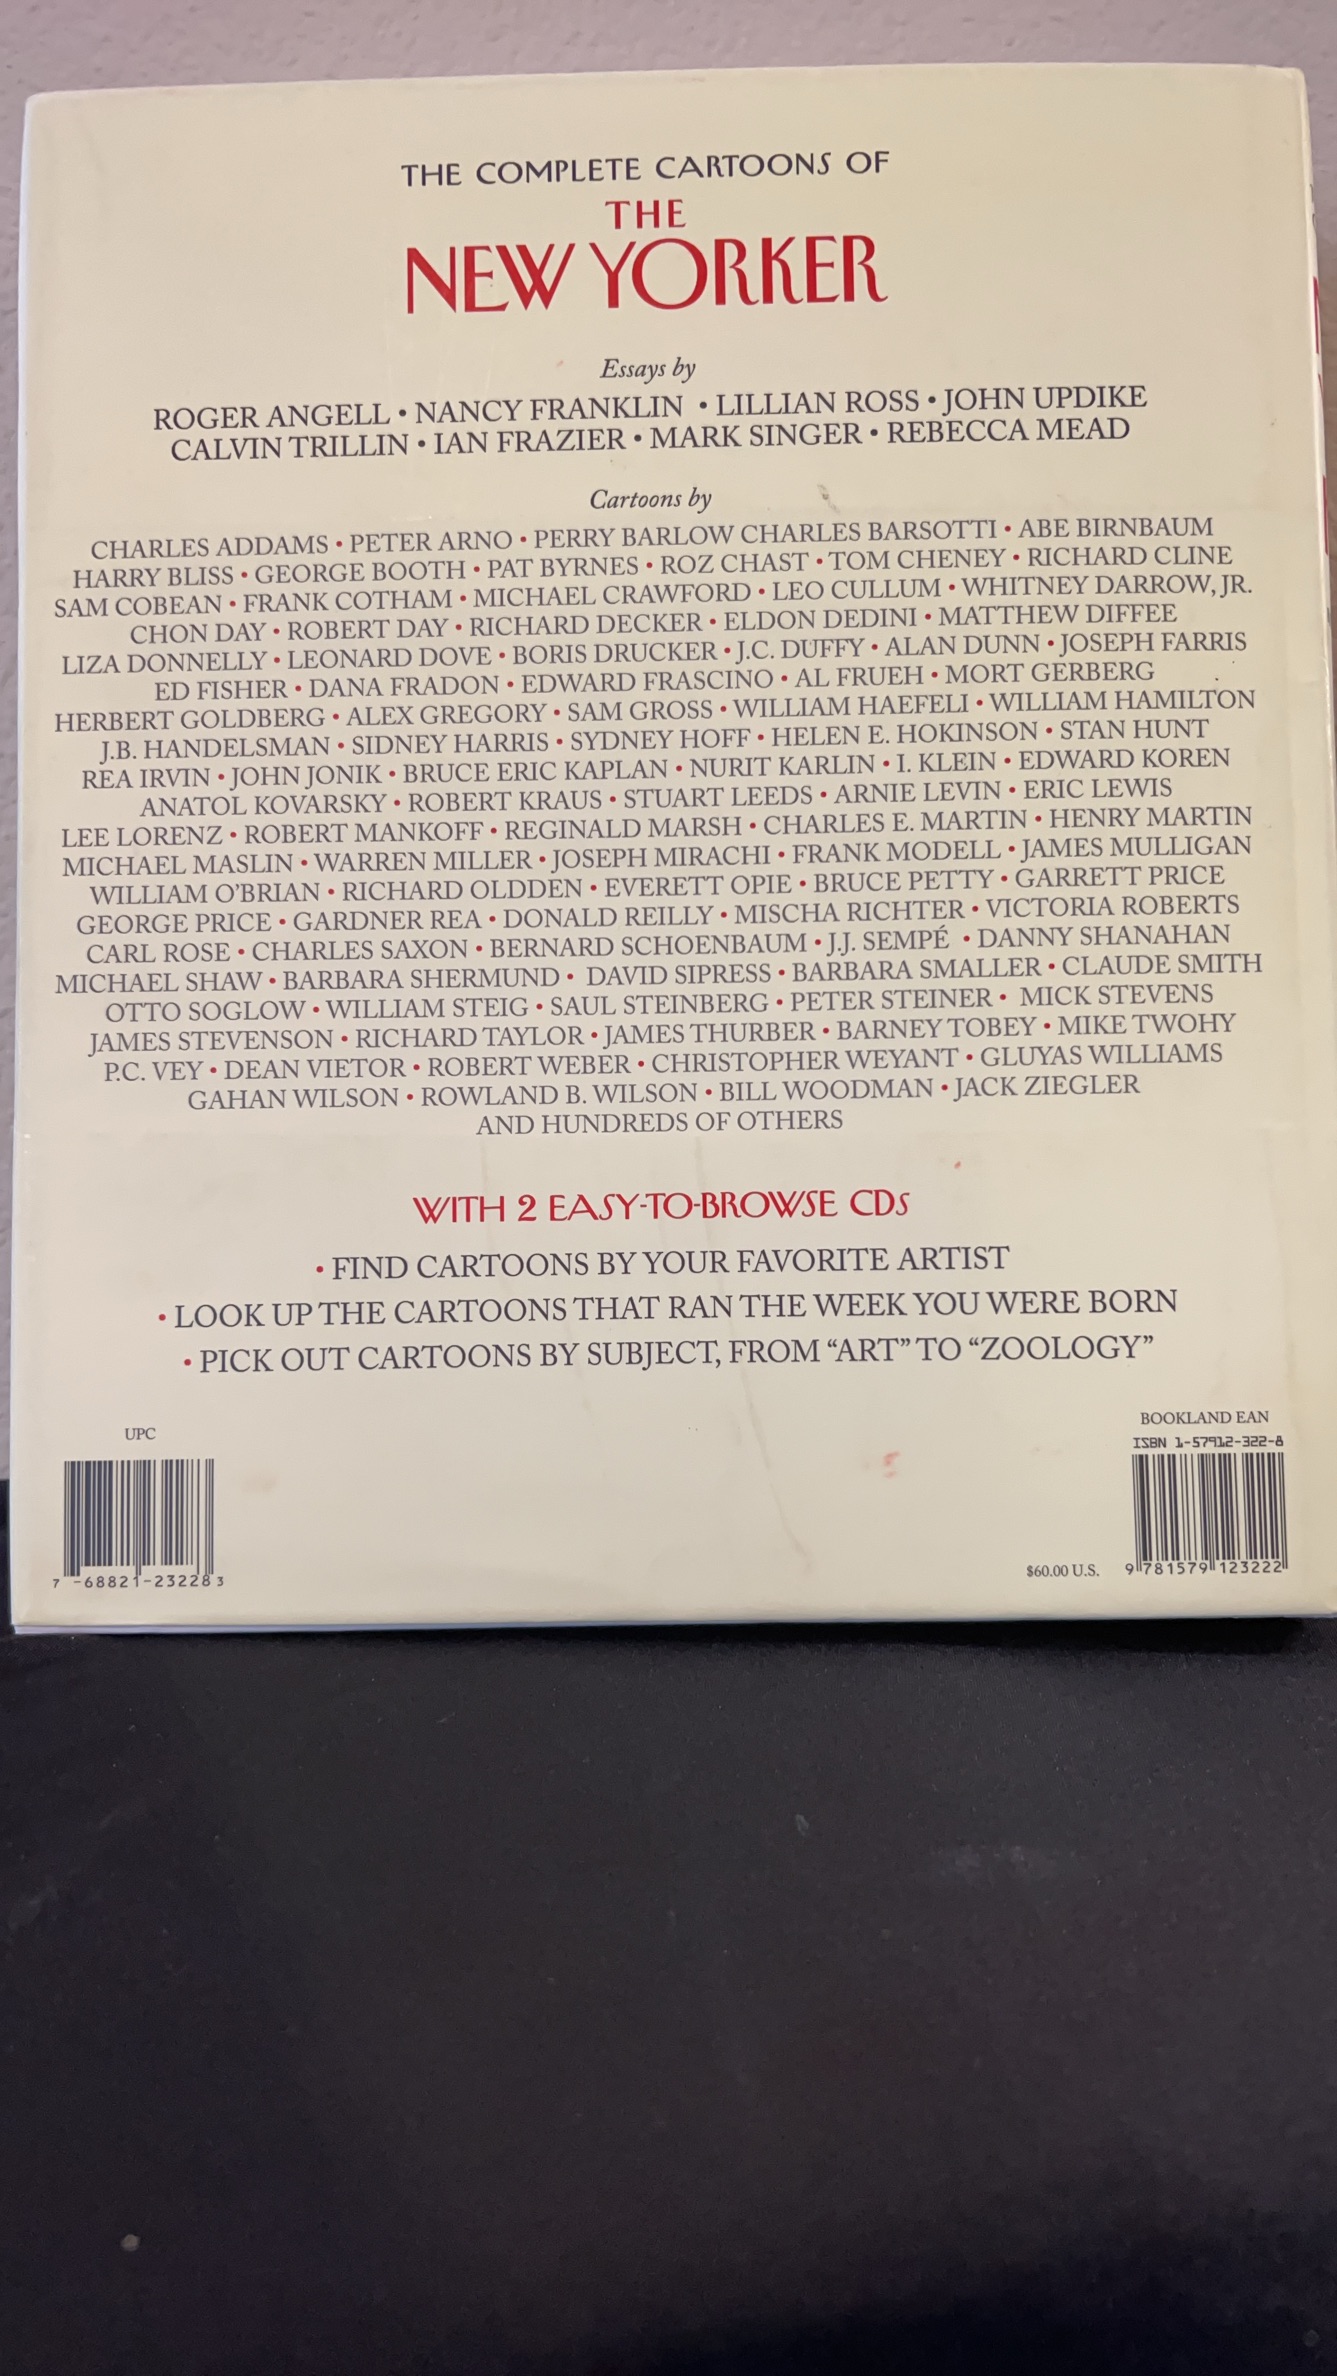 THE COMPLETE CARTOONS OF
THE
NEW YORKER
Essays by
ROGER ANGELL • NANCY FRANKLIN • LILLIAN ROSS • JOHN UPDIKE
CALVIN TRILLIN • IAN FRAZIER • MARK SINGER • REBECCA MEAD
Cartoons by
CHARLES ADDAMS • PETER ARNO • PERRY BARLOW CHARLES BARSOTTI • ABE BIRNBAUM
HARRY BLISS • GEORGE BOOTH • PAT BYRNES • ROZ CHAST • TOM CHENEY • RICHARD CLINE
SAM COBEAN • FRANK COTHAM • MICHAEL CRAWFORD • LEO CULLUM • WHITNEY DARROW, JR.
CHON DAY • ROBERT DAY • RICHARD DECKER • ELDON DEDINI • MATTHEW DIFFEE
LIZA DONNELLY • LEONARD DOVE • BORIS DRUCKER • J.C. DUFFY • ALAN DUNN • JOSEPH FARRIS
ED FISHER • DANA FRADON • EDWARD FRASCINO • AL FRUEH • MORT GERBERG
HERBERT GOLDBERG • ALEX GREGORY • SAM GROSS • WILLIAM HAEFELI • WILLIAM HAMILTON
J.B. HANDELSMAN • SIDNEY HARRIS • SYDNEY HOFF • HELEN E. HOKINSON • STAN HUNT
REA IRVIN • JOHN JONIK • BRUCE ERIC KAPLAN • NURIT KARLIN • I. KLEIN • EDWARD KOREN
ANATOL KOVARSKY • ROBERT KRAUS • STUART LEEDS • ARNIE LEVIN • ERIC LEWIS
LEE LORENZ • ROBERT MANKOFF • REGINALD MARSH • CHARLES E. MARTIN • HENRY MARTIN
MICHAEL MASLIN • WARREN MILLER • JOSEPH MIRACHI • FRANK MODELL • JAMES MULLIGAN
WILLIAM O'BRIAN • RICHARD OLDDEN • EVERETT OPIE • BRUCE PETTY • GARRETT PRICE
GEORGE PRICE • GARDNER REA • DONALD REILLY • MISCHA RICHTER • VICTORIA ROBERTS
CARL ROSE • CHARLES SAXON • BERNARD SCHOENBAUM • J.J. SEMPÉ • DANNY SHANAHAN
MICHAEL SHAW • BARBARA SHERMUND • DAVID SIPRESS • BARBARA SMALLER • CLAUDE SMITH
OTTO SOGLOW • WILLIAM STEIG • SAUL STEINBERG • PETER STEINER • MICK STEVENS
JAMES STEVENSON • RICHARD TAYLOR • JAMES THURBER • BARNEY TOBEY • MIKE TWOHY
P.C. VEY • DEAN VIETOR • ROBERT WEBER • CHRISTOPHER WEYANT • GLUYAS WILLIAMS
GAHAN WILSON • ROWLAND B. WILSON • BILL WOODMAN • JACK ZIEGLER
AND HUNDREDS OF OTHERS
WITH 2 EASY-TO-BROWSE CDs
• FIND CARTOONS BY YOUR FAVORITE ARTIST
• LOOK UP THE CARTOONS THAT RAN THE WEEK YOU WERE BORN
• PICK OUT CARTOONS BY SUBJECT, FROM “ART” TO “ZOOLOGY”
UPC
7-68821-23228 3
BOOKLAND EAN
ISBN 1-57912-322-8
$60.00 U.S.
9 781579 123222